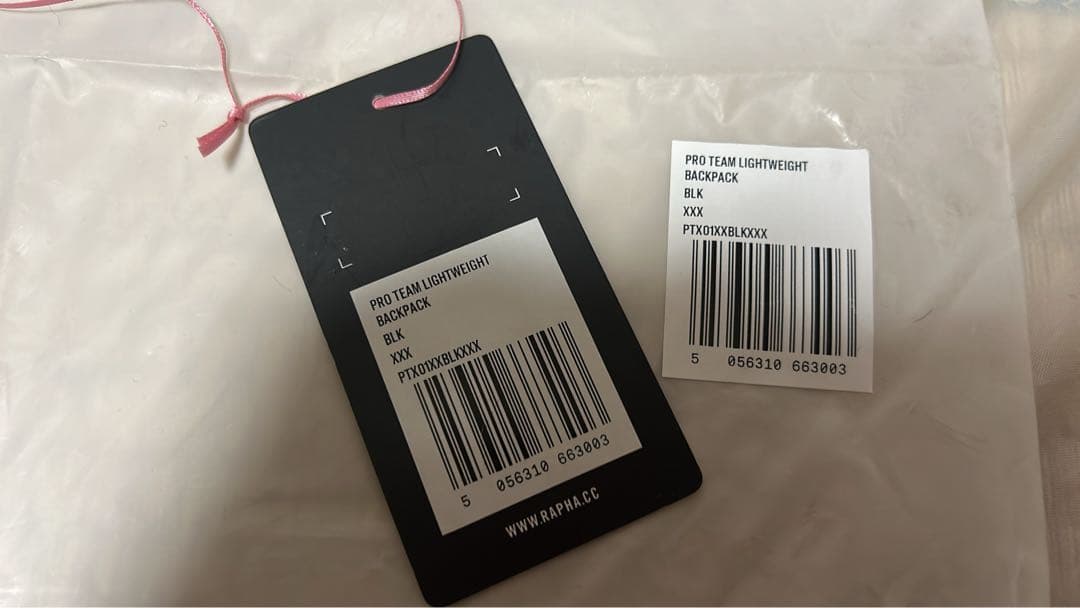 PRO TEAM LIGHTWEIGHT
BACKPACK
BLK
XXX
PTX01XXBLKXXX
5 056310 663003
WWW.RAPHA.CC
PRO TEAM LIGHTWEIGHT
BACKPACK
BLK
XXX
PTX01XXBLKXXX
5 056310 663003